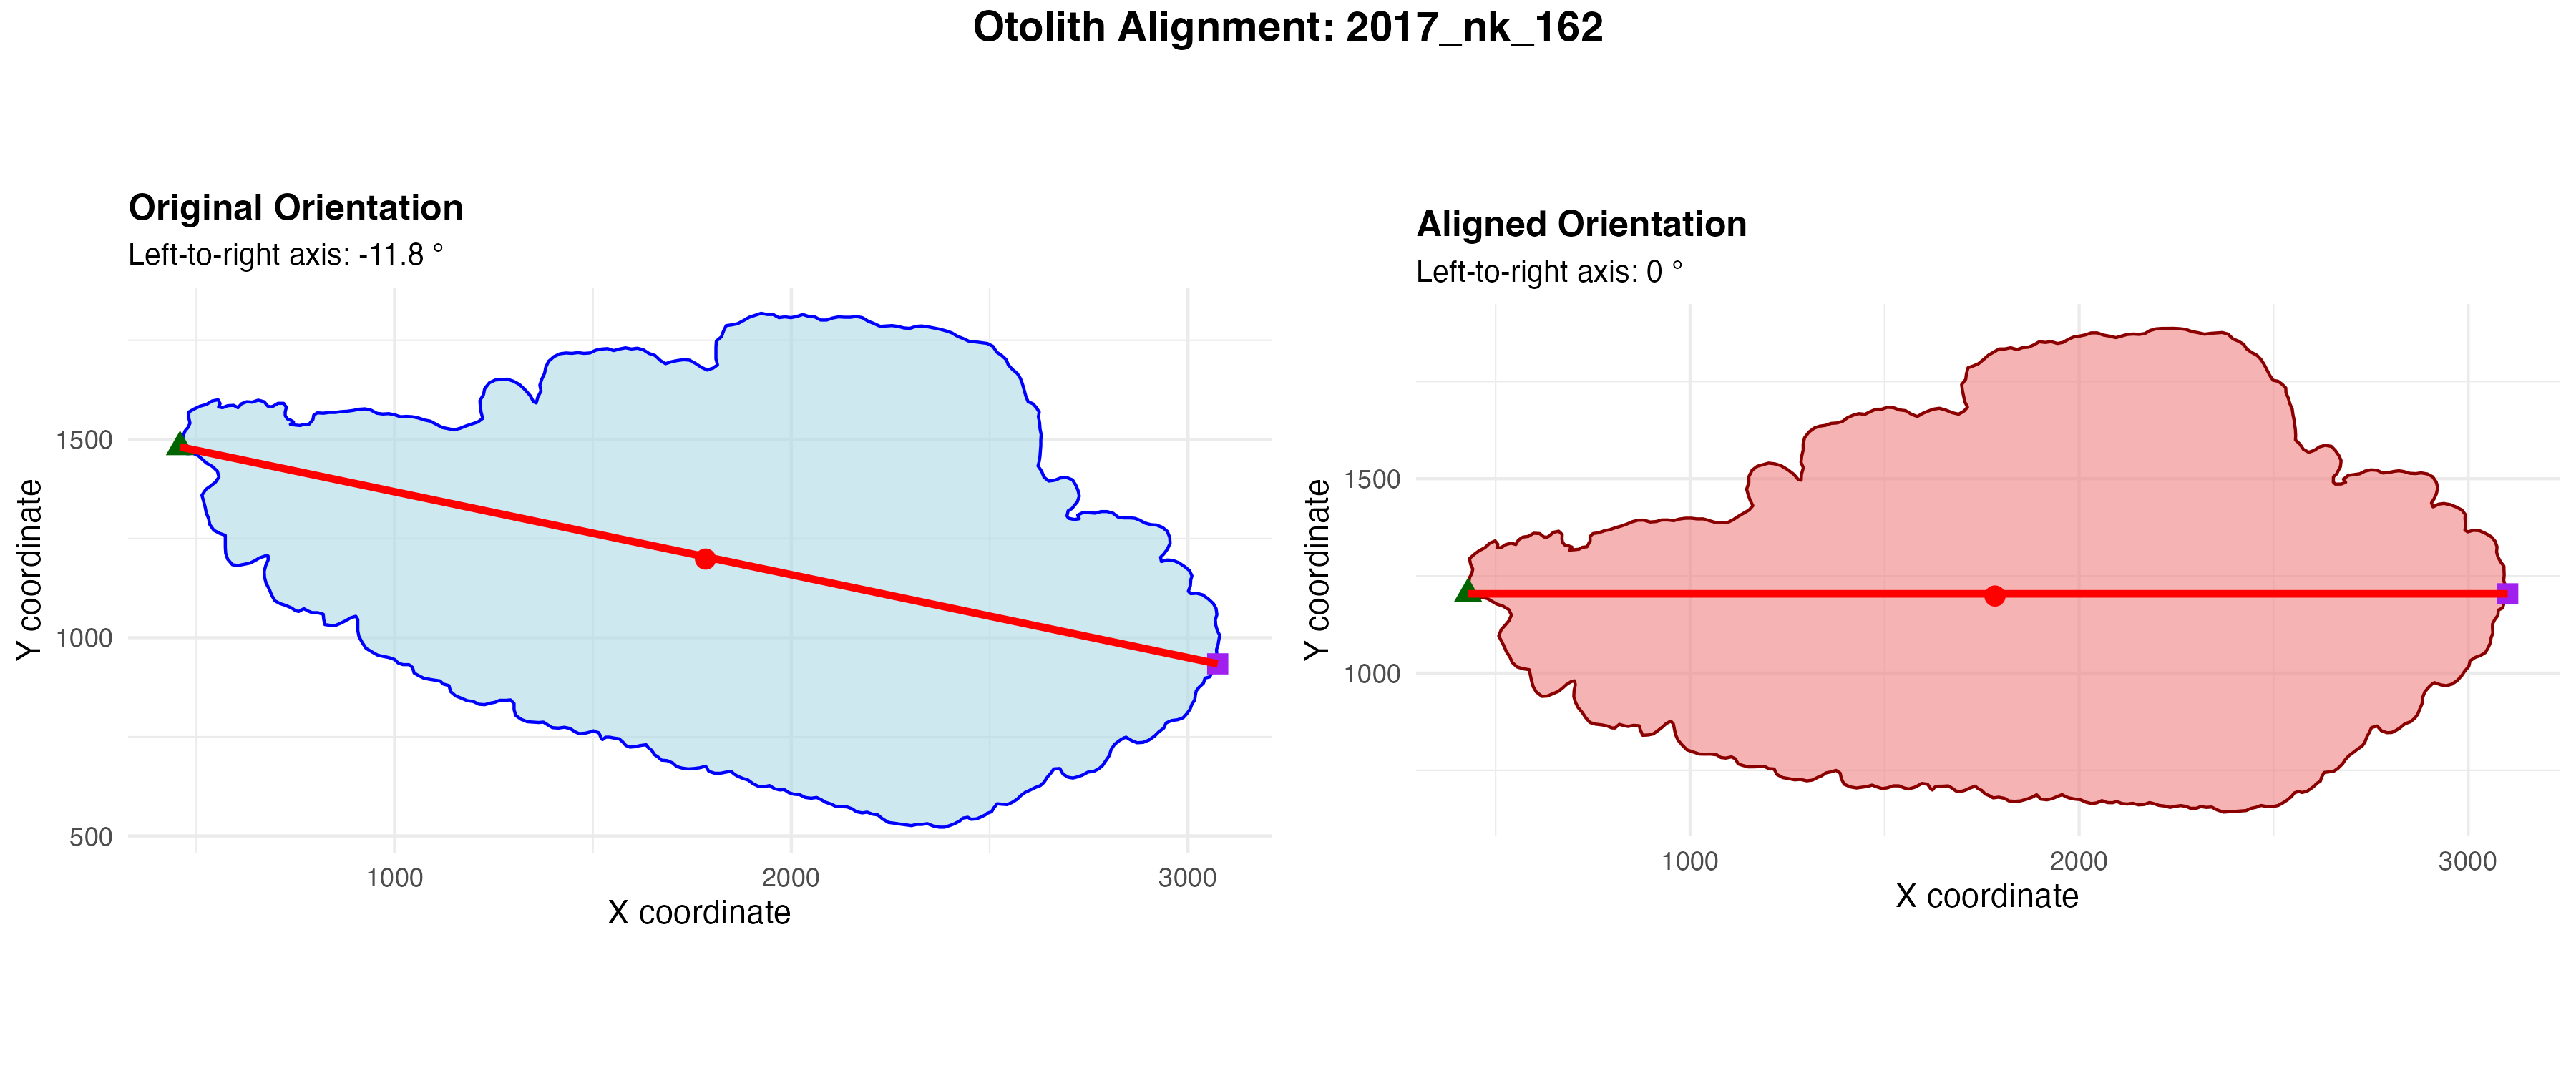 Otolith Alignment: 2017_nk_162
Original Orientation
Left-to-right axis: -11.8 °
Y coordinate
1500
1000
500
1000
2000
3000
X coordinate
Aligned Orientation
Left-to-right axis: 0 °
Y coordinate
1500
1000
1000
2000
3000
X coordinate